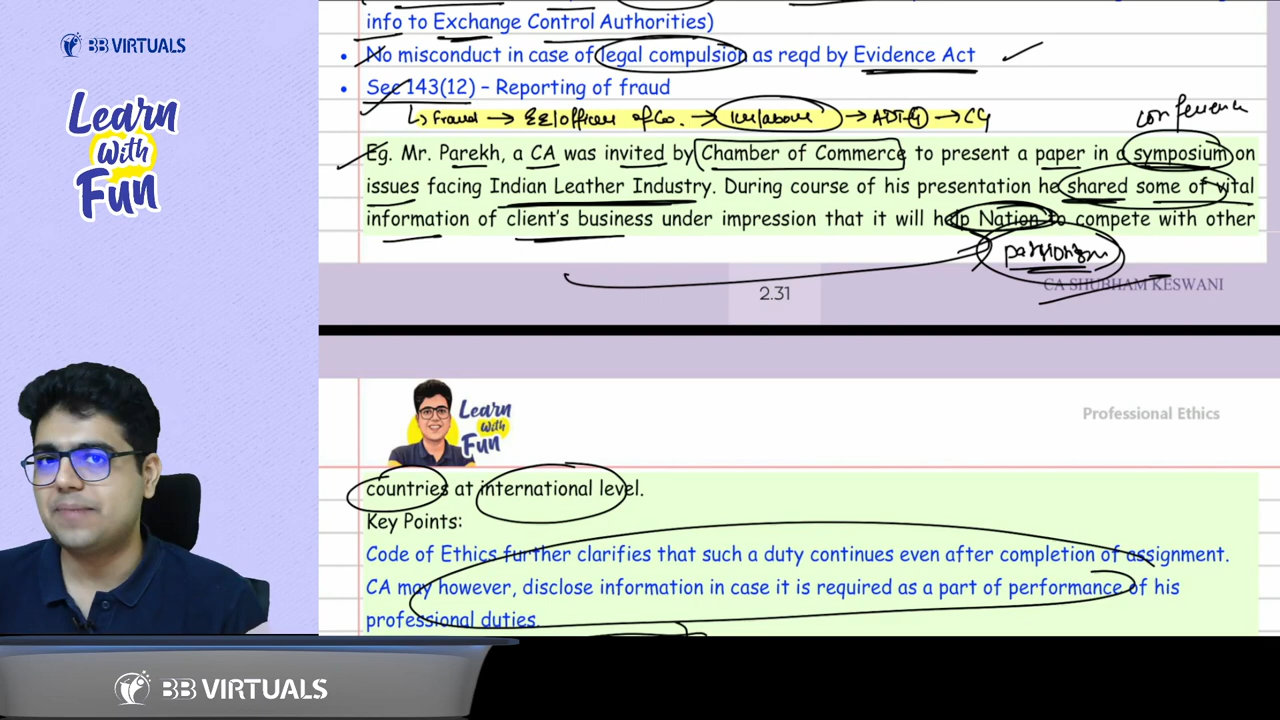 BB VIRTUALS
Learn
With
Fun
info to Exchange Control Authorities)
• No misconduct in case of legal compulsion as reqd by Evidence Act
• Sec 143(12) – Reporting of fraud
↳ Fraud → EE/officer of Co. → 1cr/above → ADT-4 → CG
conference
Eg. Mr. Parekh, a CA was invited by Chamber of Commerce to present a paper in a symposium on
issues facing Indian Leather Industry. During course of his presentation he shared some of vital
information of client's business under impression that it will help Nation to compete with other
patriotism
2.31
CA SHUBHAM KESWANI
Learn
With
Fun
Professional Ethics
countries at international level.
Key Points:
Code of Ethics further clarifies that such a duty continues even after completion of assignment.
CA may however, disclose information in case it is required as a part of performance of his
professional duties.
BB VIRTUALS